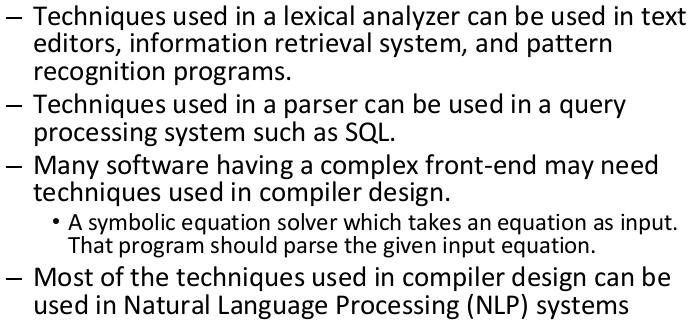 – Techniques used in a lexical analyzer can be used in text
editors, information retrieval system, and pattern
recognition programs.
– Techniques used in a parser can be used in a query
processing system such as SQL.
– Many software having a complex front-end may need
techniques used in compiler design.
• A symbolic equation solver which takes an equation as input.
That program should parse the given input equation.
– Most of the techniques used in compiler design can be
used in Natural Language Processing (NLP) systems